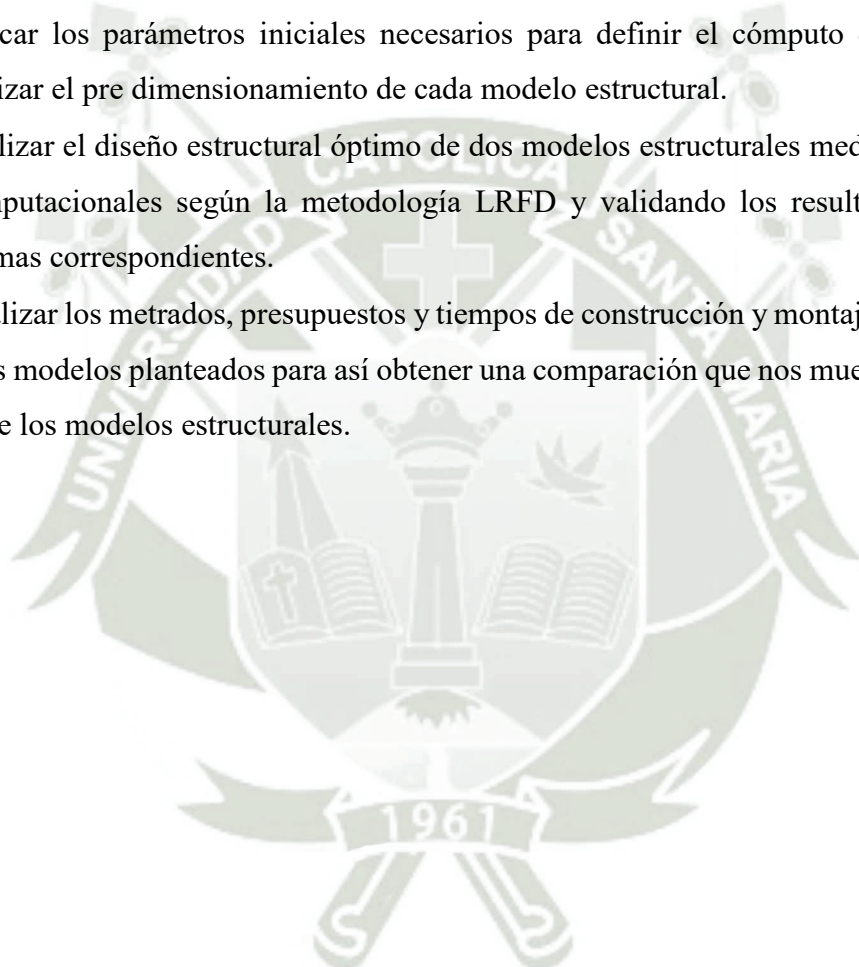 car los parámetros iniciales necesarios para definir el cómputo
izar el pre dimensionamiento de cada modelo estructural.
lizar el diseño estructural óptimo de dos modelos estructurales med
putacionales según la metodología LRFD y validando los result
mas correspondientes.
lizar los metrados, presupuestos y tiempos de construcción y montaj
s modelos planteados para así obtener una comparación que nos mue
e los modelos estructurales.
UNIVERSIDAD CATOLICA SANTA MARIA
1961